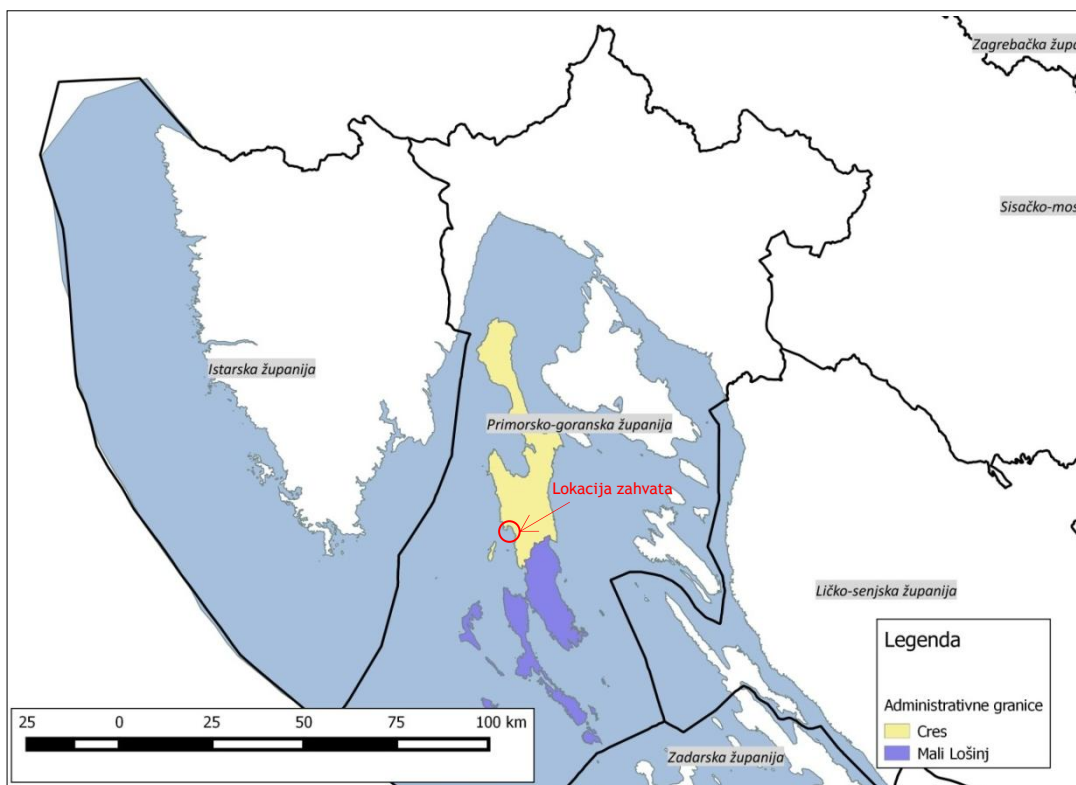 Zagrebačka župa
Sisačko-mos
Istarska županija
Primorsko-goranska županija
Lokacija zahvata
Ličko-senjska županija
Legenda
Administrativne granice
Cres
Mali Lošinj
25 0 25 50 75 100 km
Zadarska županija